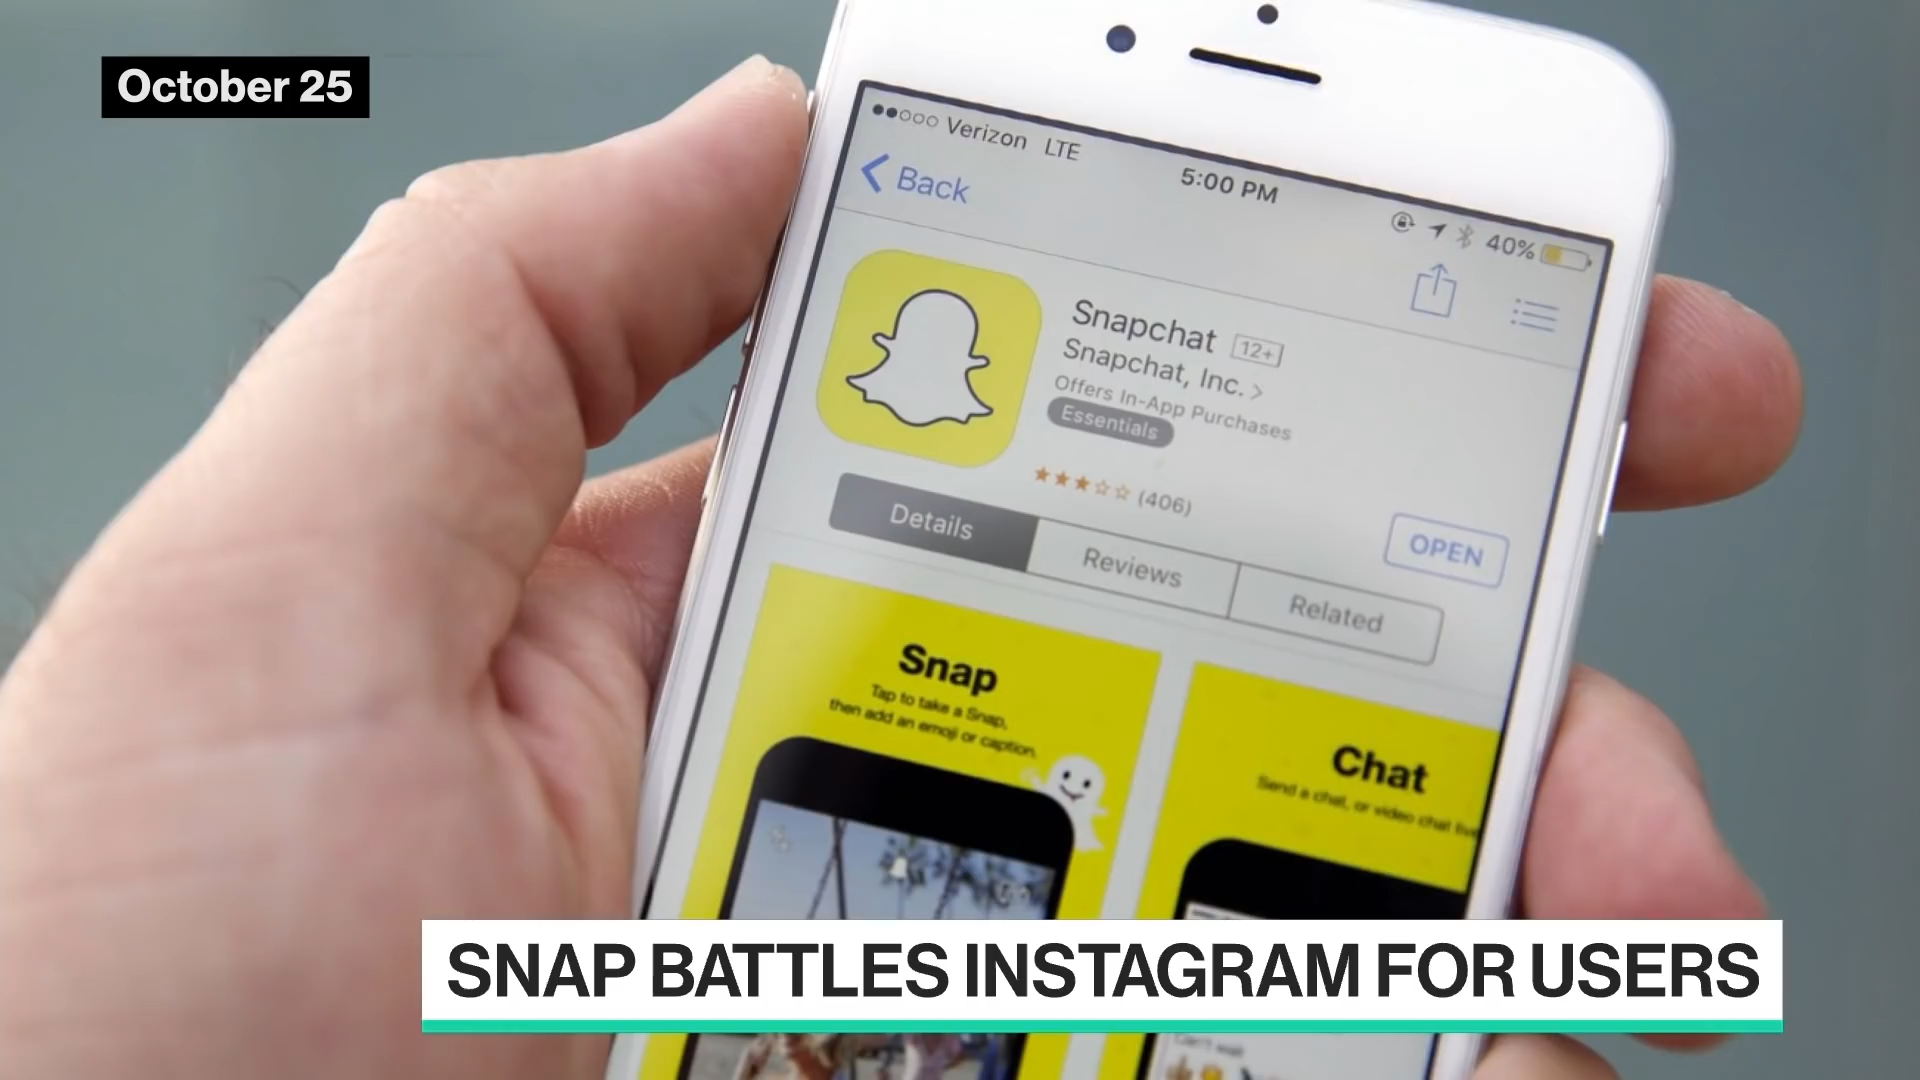 October 25
Verizon LTE
5:00 PM
40%
Back
Snapchat 12+
Snapchat, Inc.
Offers In-App Purchases
Essentials
(406)
OPEN
Details
Reviews
Related
Snap
Tap to take a Snap,
then add an emoji or caption.
Chat
Send a chat, or video chat live
SNAP BATTLES INSTAGRAM FOR USERS